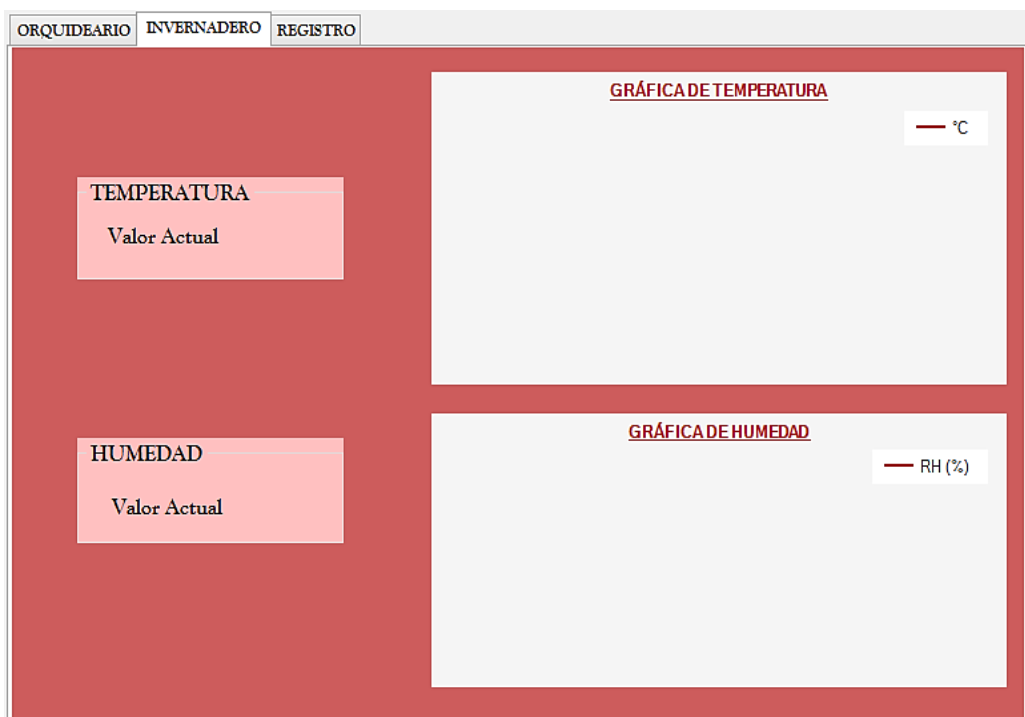 ORQUIDEARIO INVERNADERO REGISTRO
GRÁFICA DE TEMPERATURA
°C
TEMPERATURA
Valor Actual
GRÁFICA DE HUMEDAD
RH (%)
HUMEDAD
Valor Actual